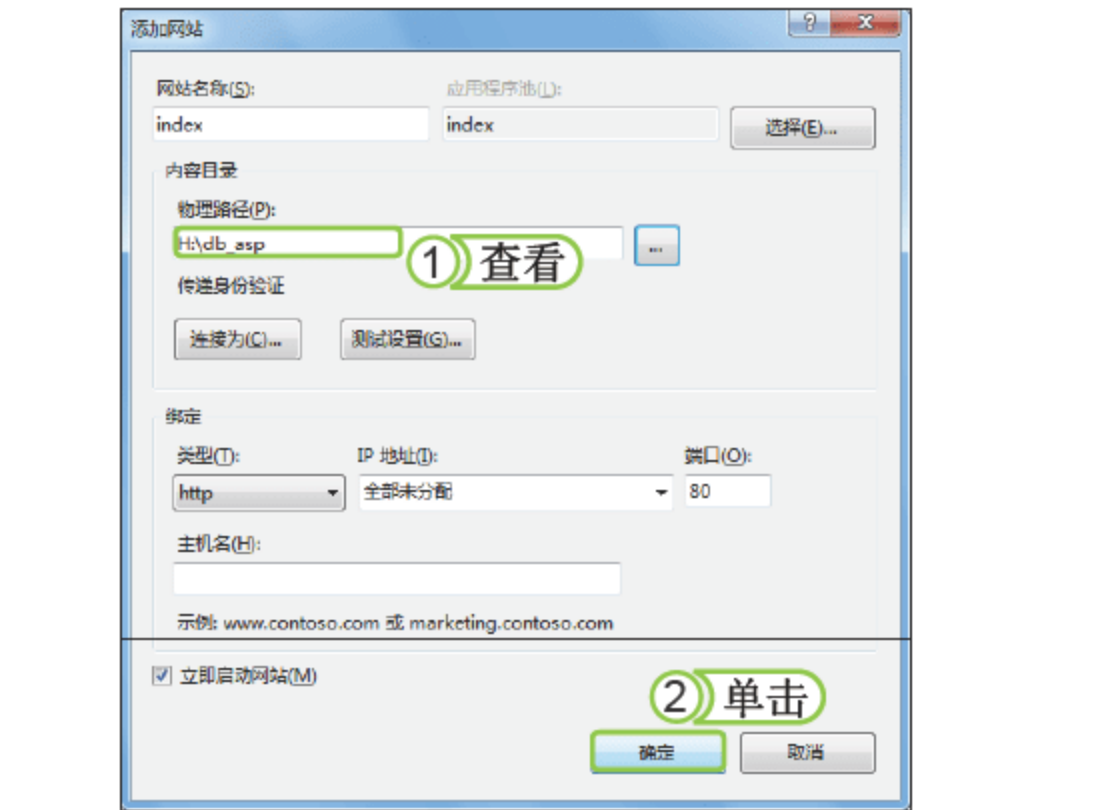 添加网站
网站名称(S):
应用程序池(L):
index
index
选择(E)...
内容目录
物理路径(P):
H:\db_asp
...
1 查看
传递身份验证
连接为(C)...
测试设置(G)...
绑定
类型(T):
IP 地址(I):
端口(O):
http
全部未分配
80
主机名(H):
示例: www.contoso.com 或 marketing.contoso.com
立即启动网站(M)
2 单击
确定
取消